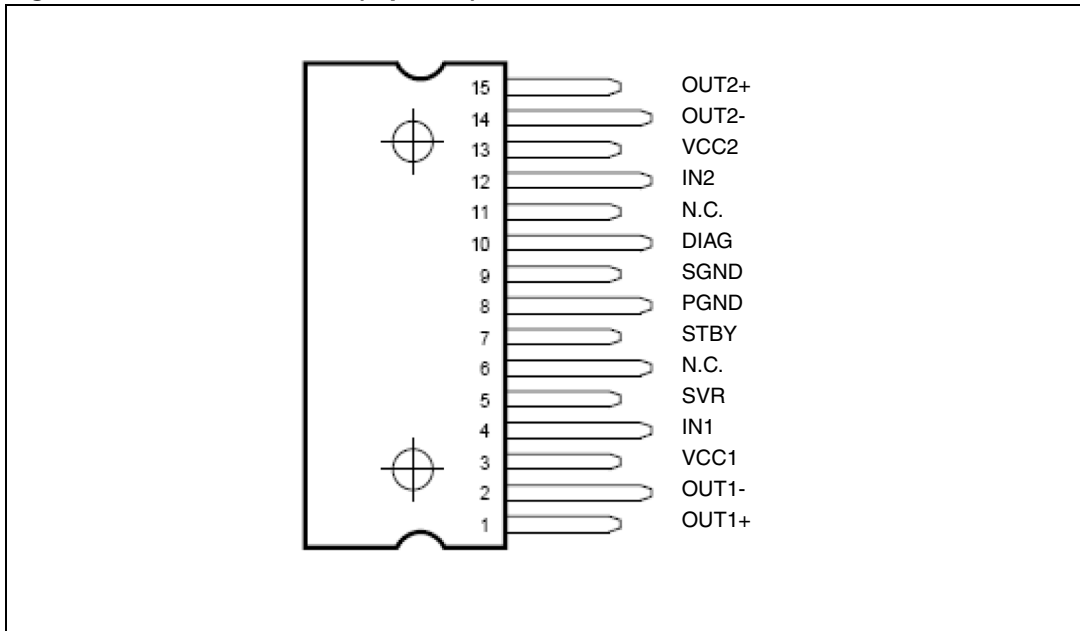 15 OUT2+
14 OUT2-
13 VCC2
12 IN2
11 N.C.
10 DIAG
9 SGND
8 PGND
7 STBY
6 N.C.
5 SVR
4 IN1
3 VCC1
2 OUT1-
1 OUT1+